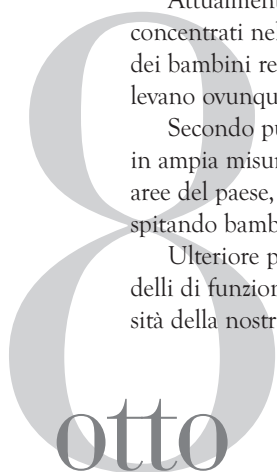 Attualment
concentrati nel
dei bambini re
levano ovunqu
Secondo pu
in ampia misur
aree del paese,
spitando bamb
Ulteriore p
delli di funzion
sità della nostr
8
otto